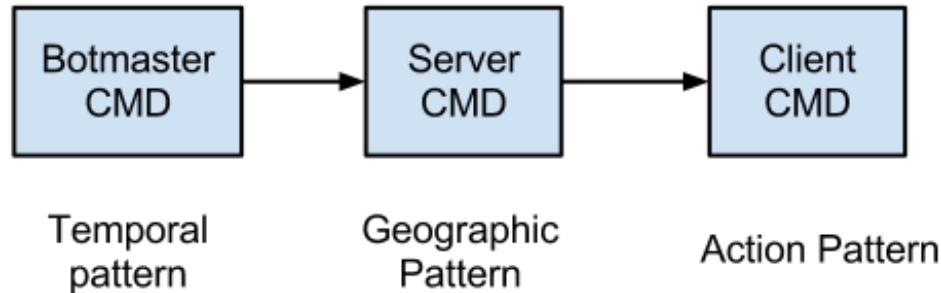 Botmaster
CMD
Server
CMD
Client
CMD
Temporal
pattern
Geographic
Pattern
Action Pattern